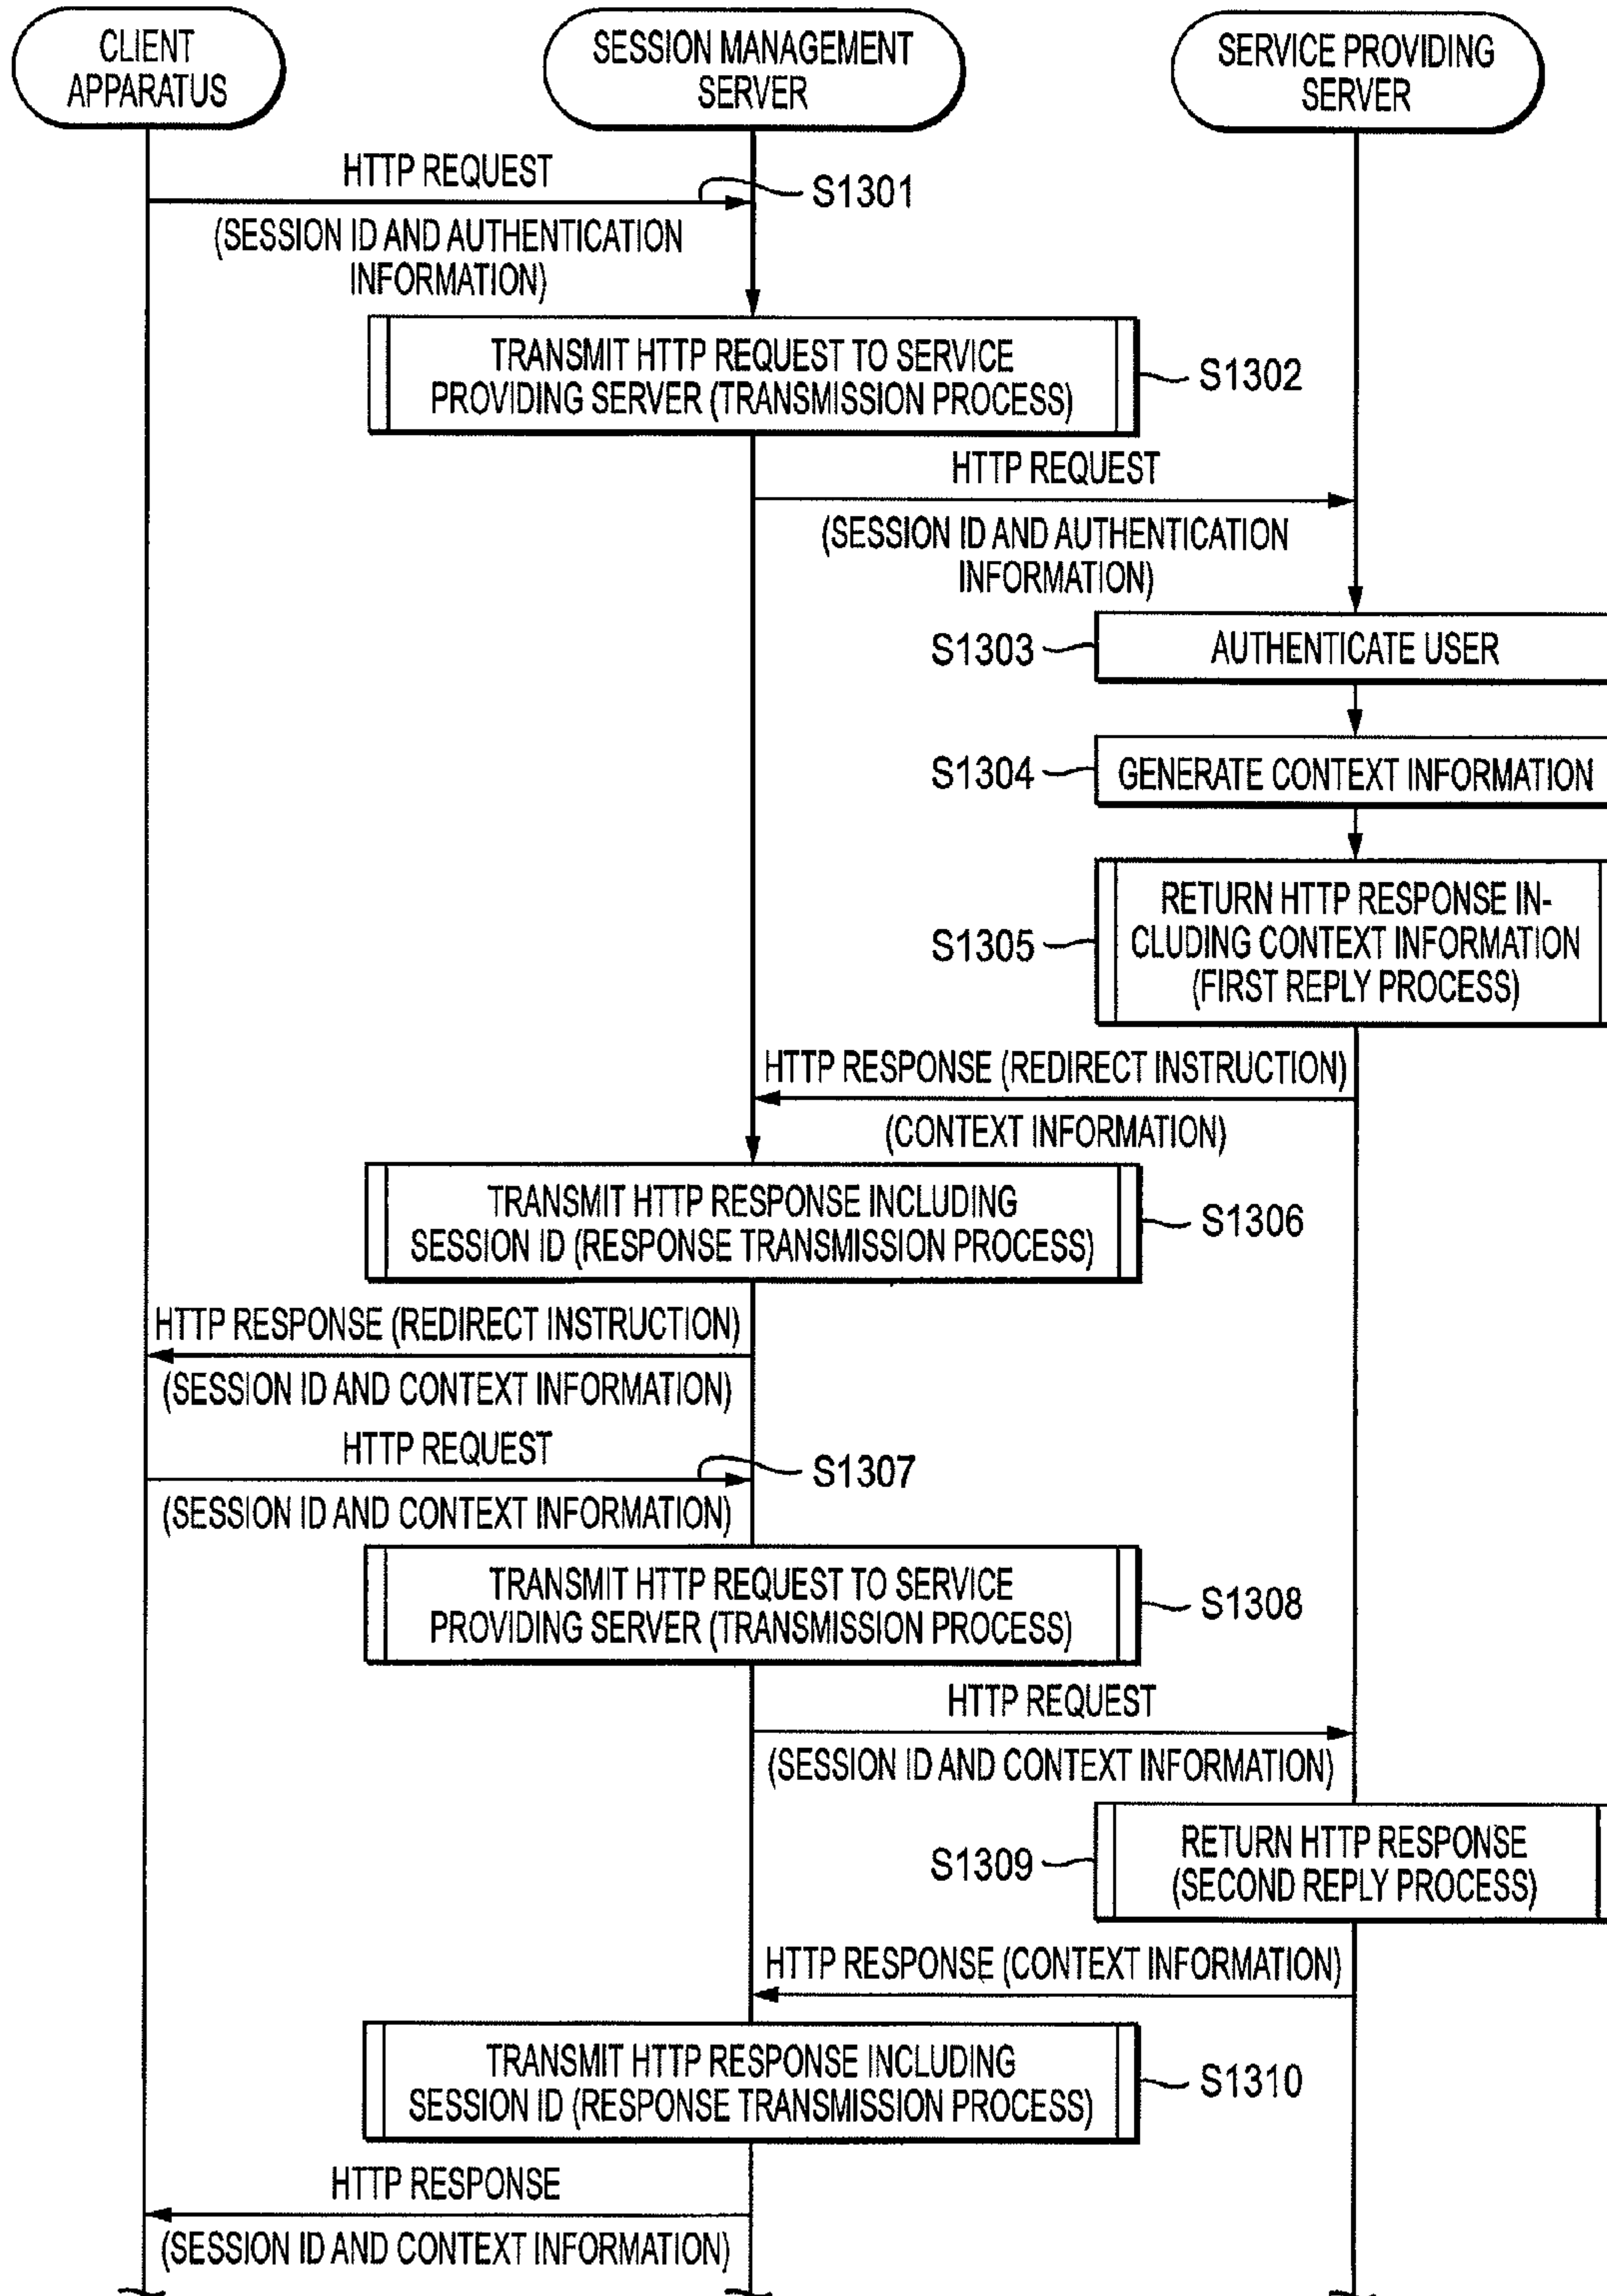 CLIENT
APPARATUS
SESSION MANAGEMENT
SERVER
SERVICE PROVIDING
SERVER
HTTP REQUEST
S1301
(SESSION ID AND AUTHENTICATION
INFORMATION)
TRANSMIT HTTP REQUEST TO SERVICE
PROVIDING SERVER (TRANSMISSION PROCESS)
S1302
HTTP REQUEST
(SESSION ID AND AUTHENTICATION
INFORMATION)
S1303
AUTHENTICATE USER
S1304
GENERATE CONTEXT INFORMATION
S1305
RETURN HTTP RESPONSE IN-
CLUDING CONTEXT INFORMATION
(FIRST REPLY PROCESS)
HTTP RESPONSE (REDIRECT INSTRUCTION)
(CONTEXT INFORMATION)
TRANSMIT HTTP RESPONSE INCLUDING
SESSION ID (RESPONSE TRANSMISSION PROCESS)
S1306
HTTP RESPONSE (REDIRECT INSTRUCTION)
(SESSION ID AND CONTEXT INFORMATION)
HTTP REQUEST
S1307
(SESSION ID AND CONTEXT INFORMATION)
TRANSMIT HTTP REQUEST TO SERVICE
PROVIDING SERVER (TRANSMISSION PROCESS)
S1308
HTTP REQUEST
(SESSION ID AND CONTEXT INFORMATION)
S1309
RETURN HTTP RESPONSE
(SECOND REPLY PROCESS)
HTTP RESPONSE (CONTEXT INFORMATION)
TRANSMIT HTTP RESPONSE INCLUDING
SESSION ID (RESPONSE TRANSMISSION PROCESS)
S1310
HTTP RESPONSE
(SESSION ID AND CONTEXT INFORMATION)